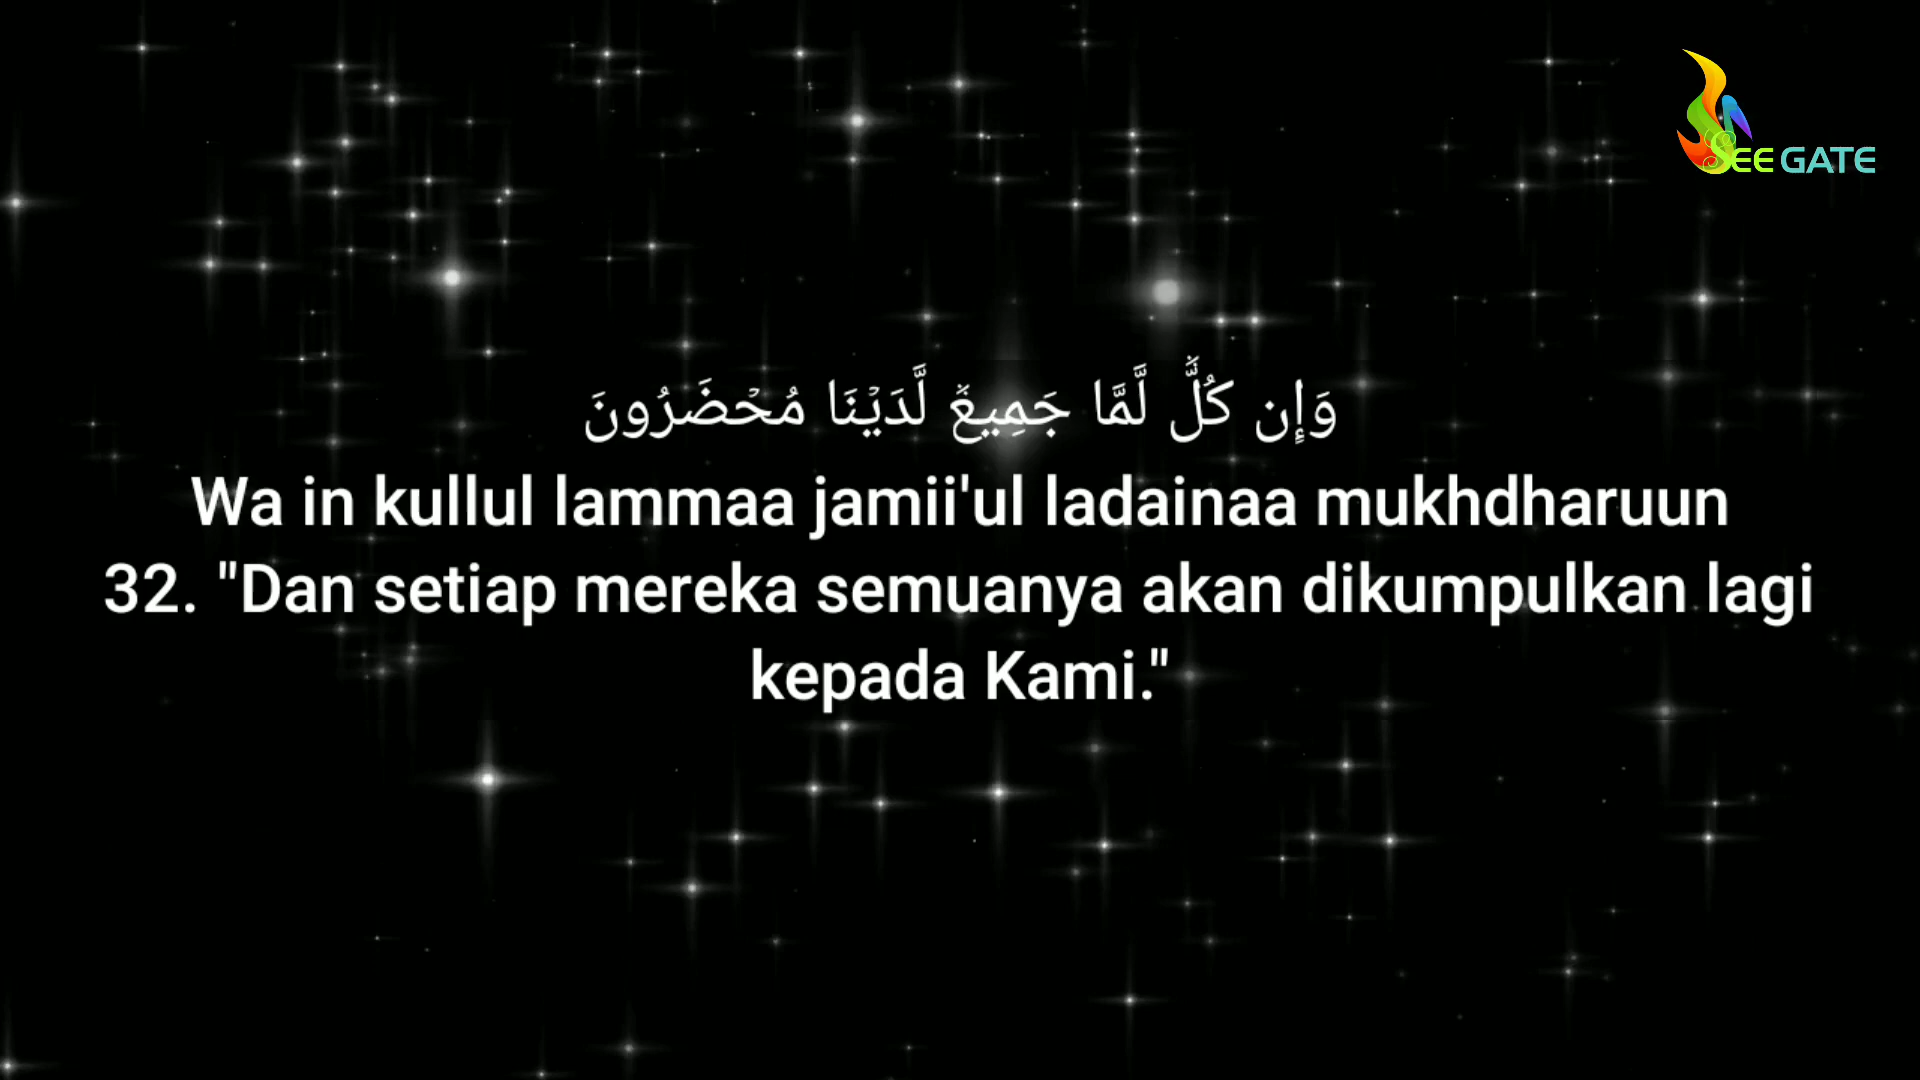 SEE GATE
وَإِن كُلٌّ لَّمَّا جَمِيعٌ لَّدَيْنَا مُحْضَرُونَ
Wa in kullul lammaa jamii'ul ladainaa mukhdharuun
32. "Dan setiap mereka semuanya akan dikumpulkan lagi
kepada Kami."